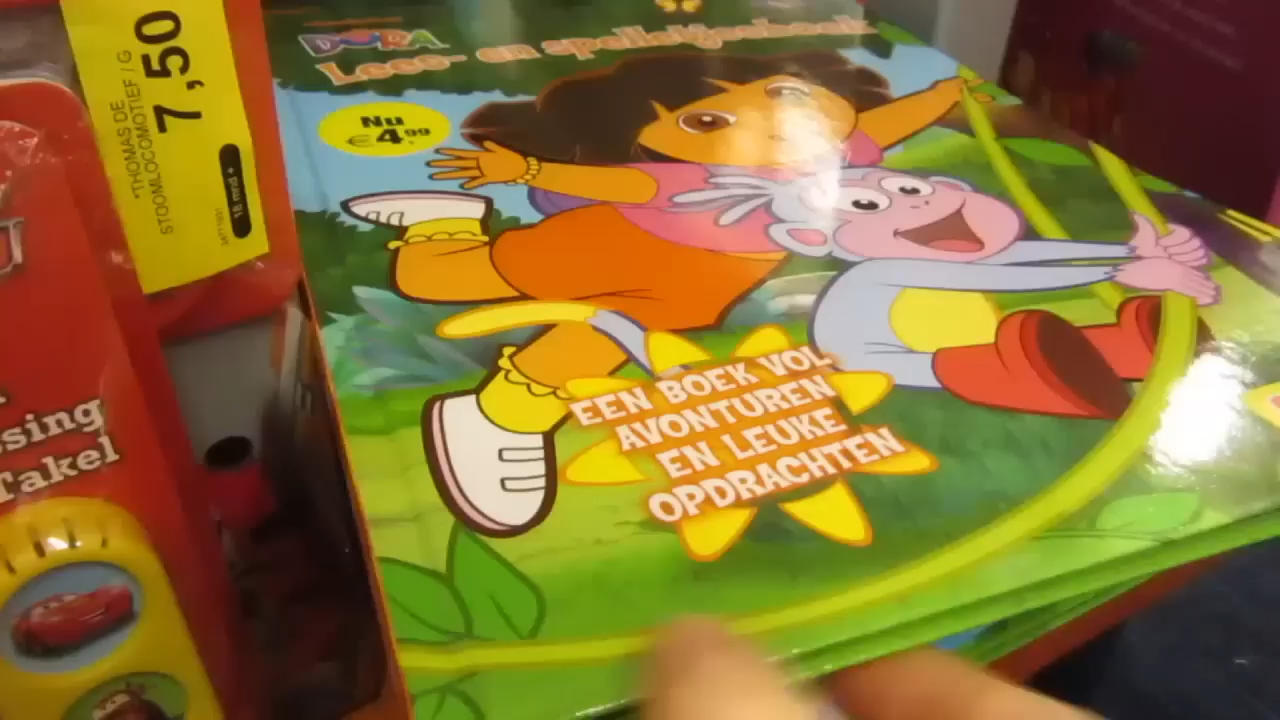 7,50
"THOMAS DE
STOOMLOCOMOTIEF / G
18 mnd +
DORA
Lees- en spelletjesboek
Nu
€4,99
EEN BOEK VOL
AVONTUREN
EN LEUKE
OPDRACHTEN
Takel